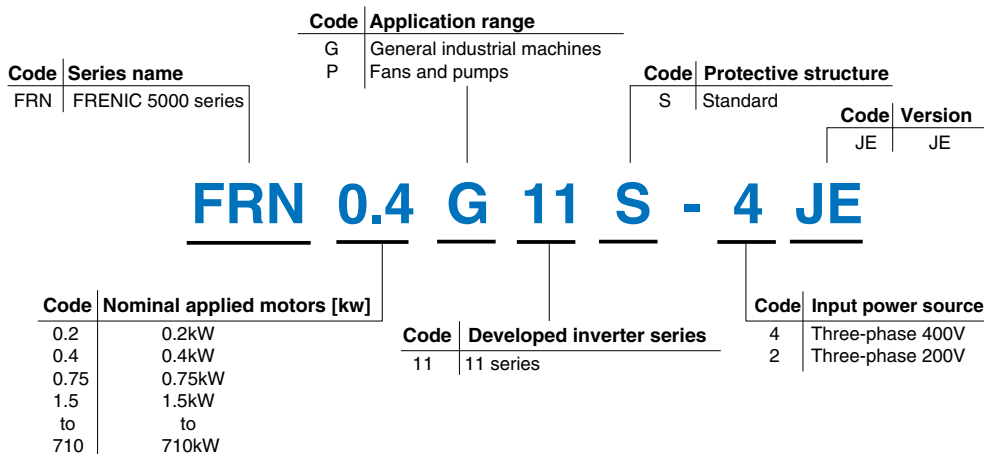 Code Application range
G General industrial machines
P Fans and pumps
Code Series name
FRN FRENIC 5000 series
Code Protective structure
S Standard
Code Version
JE JE
FRN 0.4 G 11 S - 4 JE
Code Nominal applied motors [kw]
0.2 0.2kW
0.4 0.4kW
0.75 0.75kW
1.5 1.5kW
to to
710 710kW
Code Developed inverter series
11 11 series
Code Input power source
4 Three-phase 400V
2 Three-phase 200V